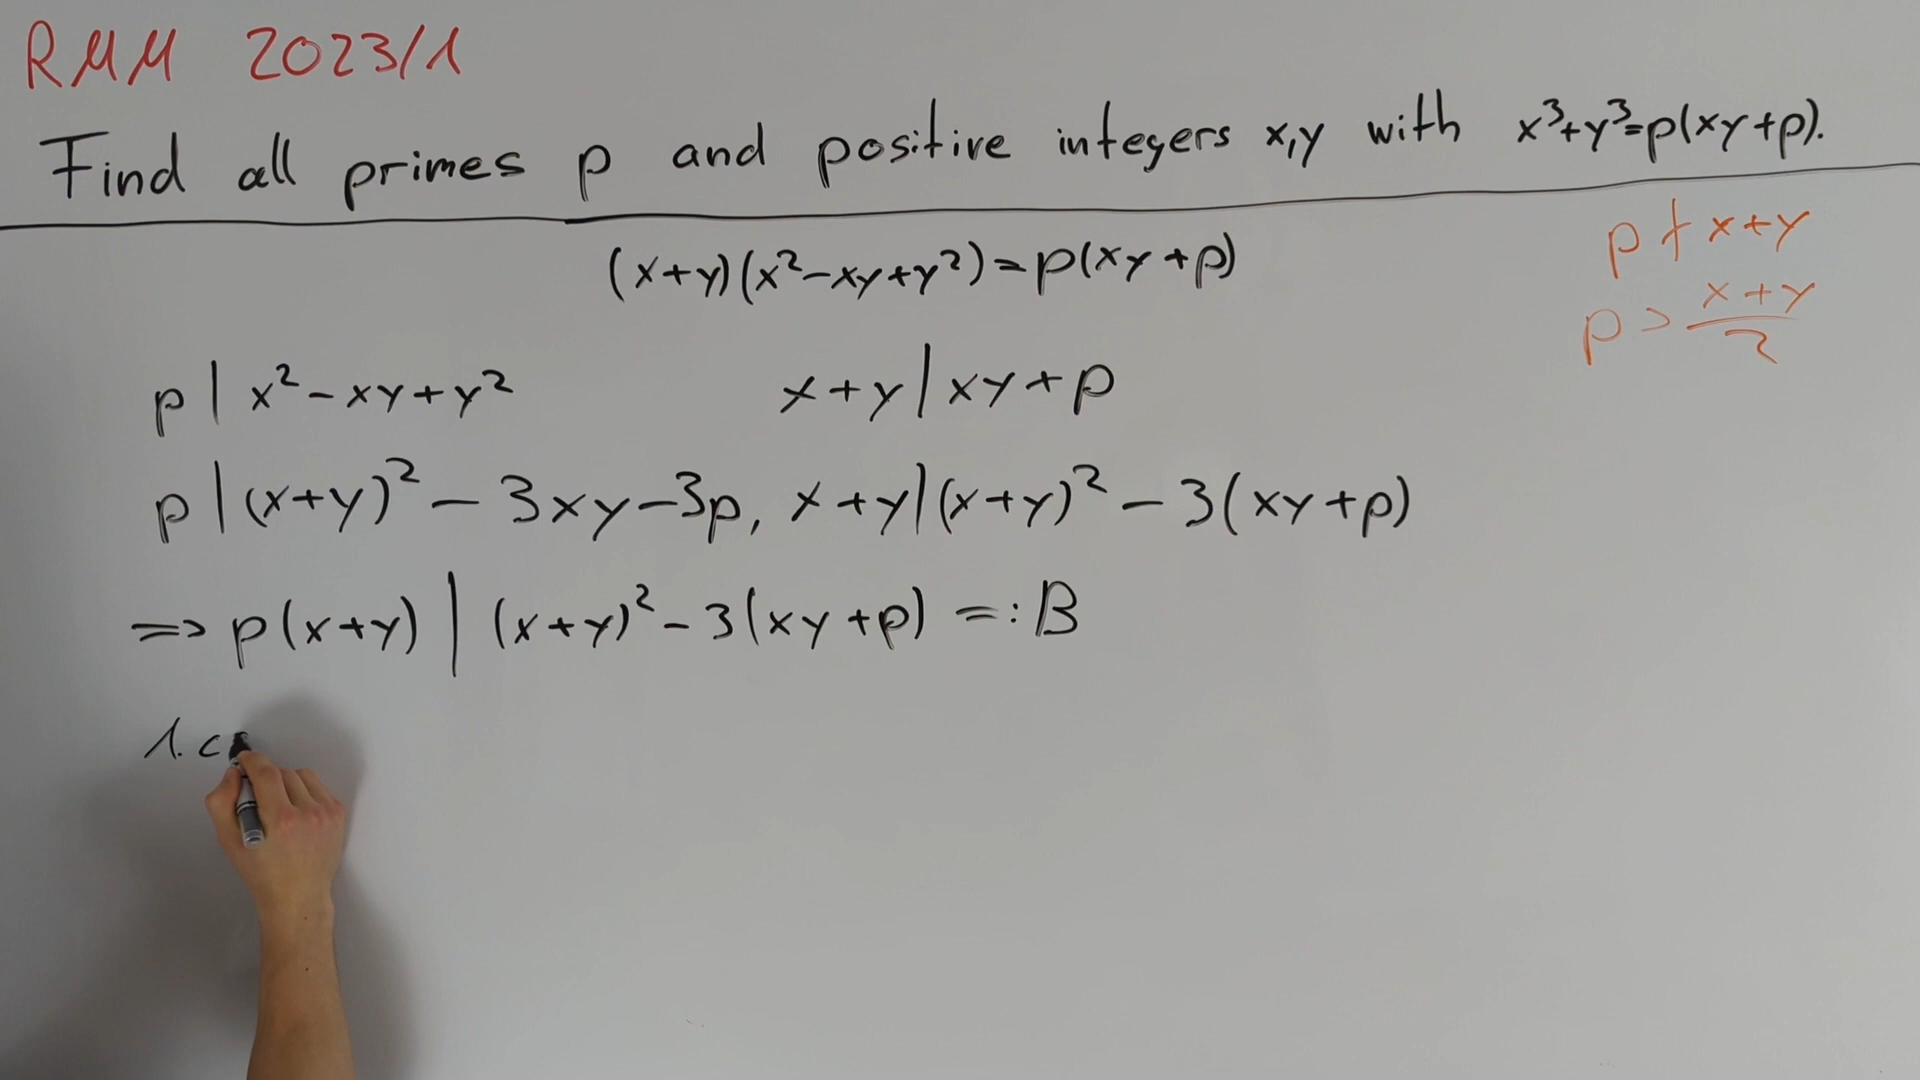 RMM 2023/1
Find all primes p and positive integers x,y with x³+y³=p(xy+p).
p ∤ x+y
(x+y)(x²-xy+y²)=p(xy+p)
p > (x+y)/2
p | x²-xy+y²   x+y | xy+p
p | (x+y)² - 3xy-3p, x+y | (x+y)² - 3(xy+p)
=> p(x+y) | (x+y)² - 3(xy+p) =: B
1. c